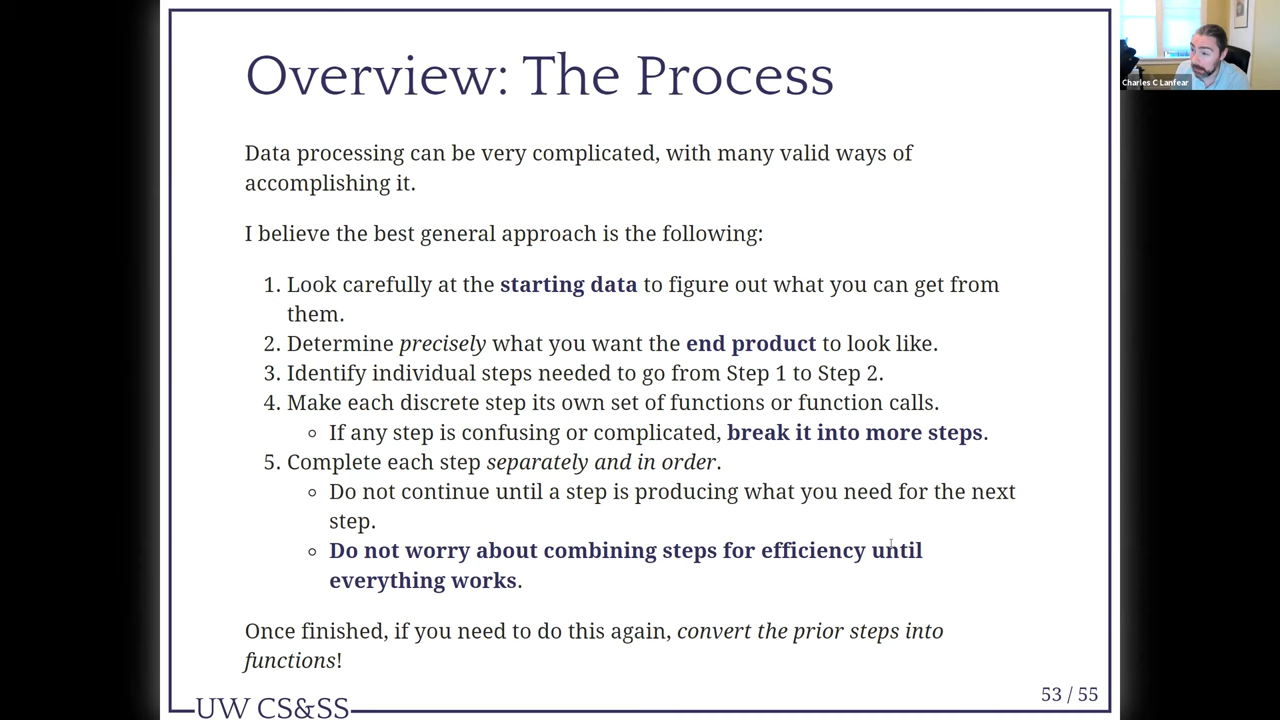 Overview: The Process
Charles C Lanfear
Data processing can be very complicated, with many valid ways of
accomplishing it.
I believe the best general approach is the following:
1. Look carefully at the starting data to figure out what you can get from
them.
2. Determine precisely what you want the end product to look like.
3. Identify individual steps needed to go from Step 1 to Step 2.
4. Make each discrete step its own set of functions or function calls.
◦ If any step is confusing or complicated, break it into more steps.
5. Complete each step separately and in order.
◦ Do not continue until a step is producing what you need for the next
step.
◦ Do not worry about combining steps for efficiency until
everything works.
Once finished, if you need to do this again, convert the prior steps into
functions!
53 / 55
UW CS&SS